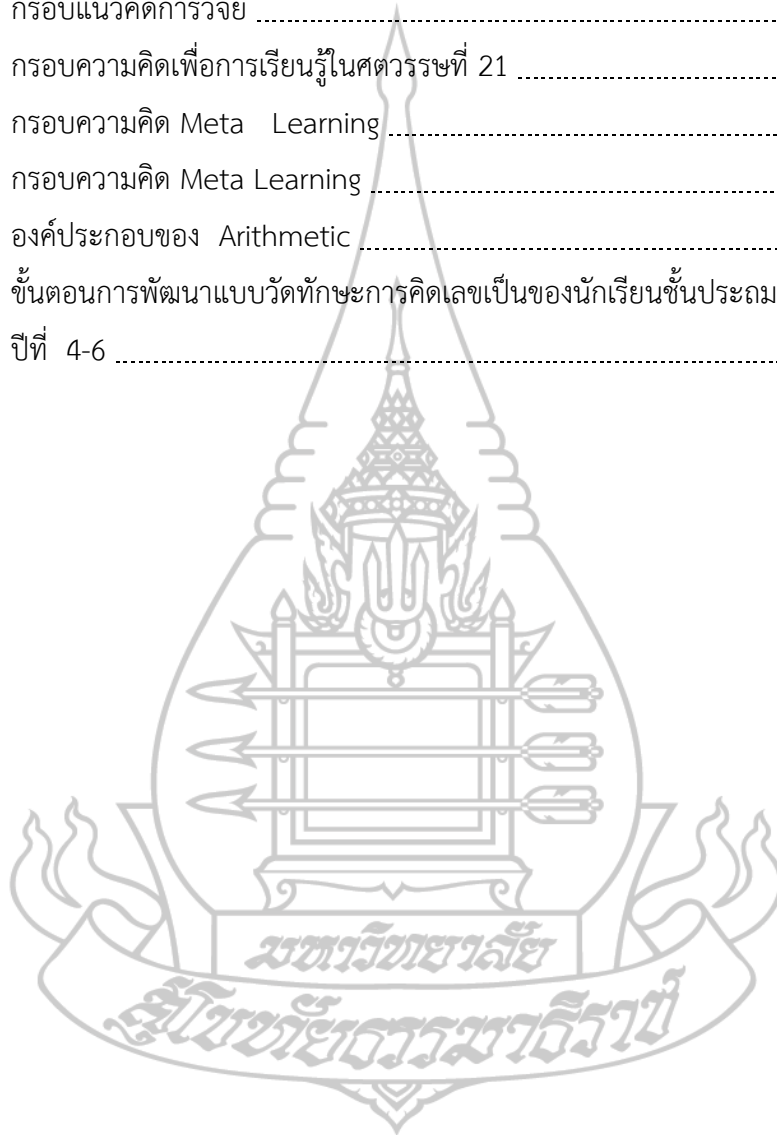 กรอบแนวคิดการวิจัย
กรอบความคิดเพื่อการเรียนรู้ในศตวรรษที่ 21
กรอบความคิด Meta Learning
กรอบความคิด Meta Learning
องค์ประกอบของ Arithmetic
ขั้นตอนการพัฒนาแบบวัดทักษะการคิดเลขเป็นของนักเรียนชั้นประถม
ปีที่ 4-6
มหาวิทยาลัย
สุโขทัยธรรมาธิราช